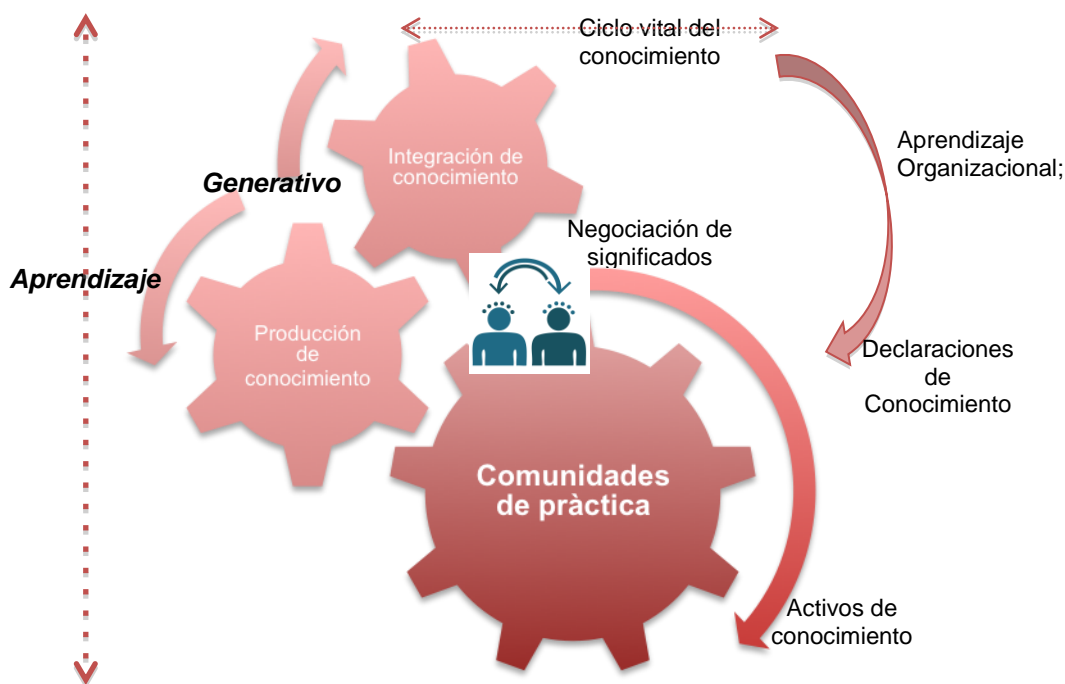 Ciclo vital del
conocimiento
Aprendizaje
Organizacional;
Integración de
conocimiento
Generativo
Negociación de
significados
Aprendizaje
Producción
de
conocimiento
Declaraciones
de
Conocimiento
Comunidades
de pràctica
Activos de
conocimiento